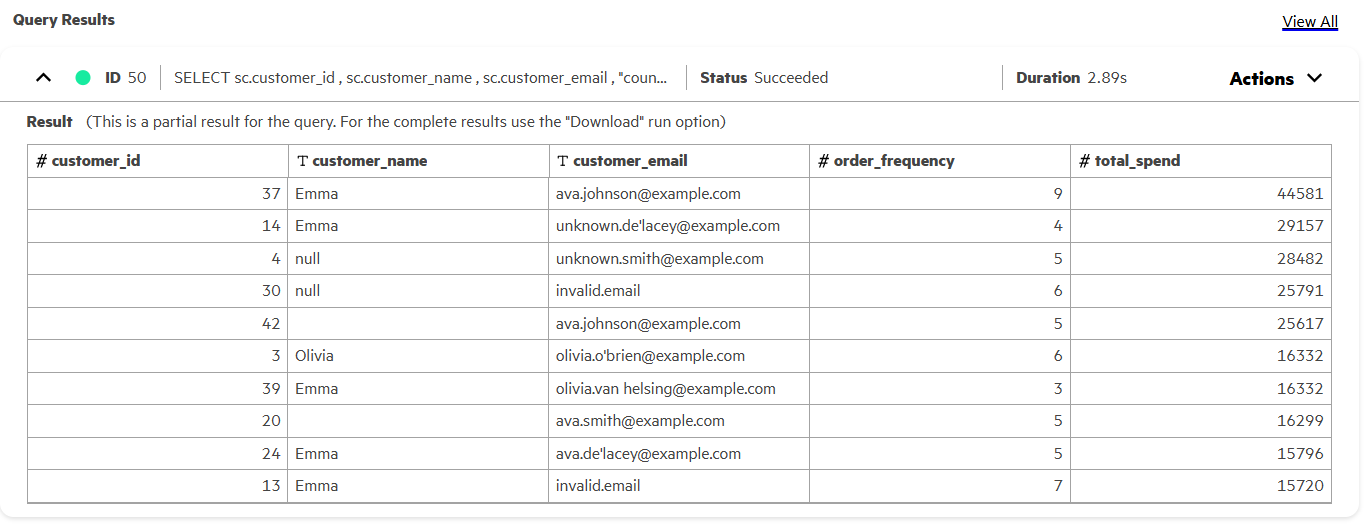 Query Results View All
ID 50 SELECT sc.customer_id , sc.customer_name , sc.customer_email , "coun... Status Succeeded Duration 2.89s Actions
Result (This is a partial result for the query. For the complete results use the "Download" run option)
# customer_id T customer_name T customer_email # order_frequency # total_spend
37 Emma ava.johnson@example.com 9 44581
14 Emma unknown.de'lacey@example.com 4 29157
4 null unknown.smith@example.com 5 28482
30 null invalid.email 6 25791
42 ava.johnson@example.com 5 25617
3 Olivia olivia.o'brien@example.com 6 16332
39 Emma olivia.van helsing@example.com 3 16332
20 ava.smith@example.com 5 16299
24 Emma ava.de'lacey@example.com 5 15796
13 Emma invalid.email 7 15720